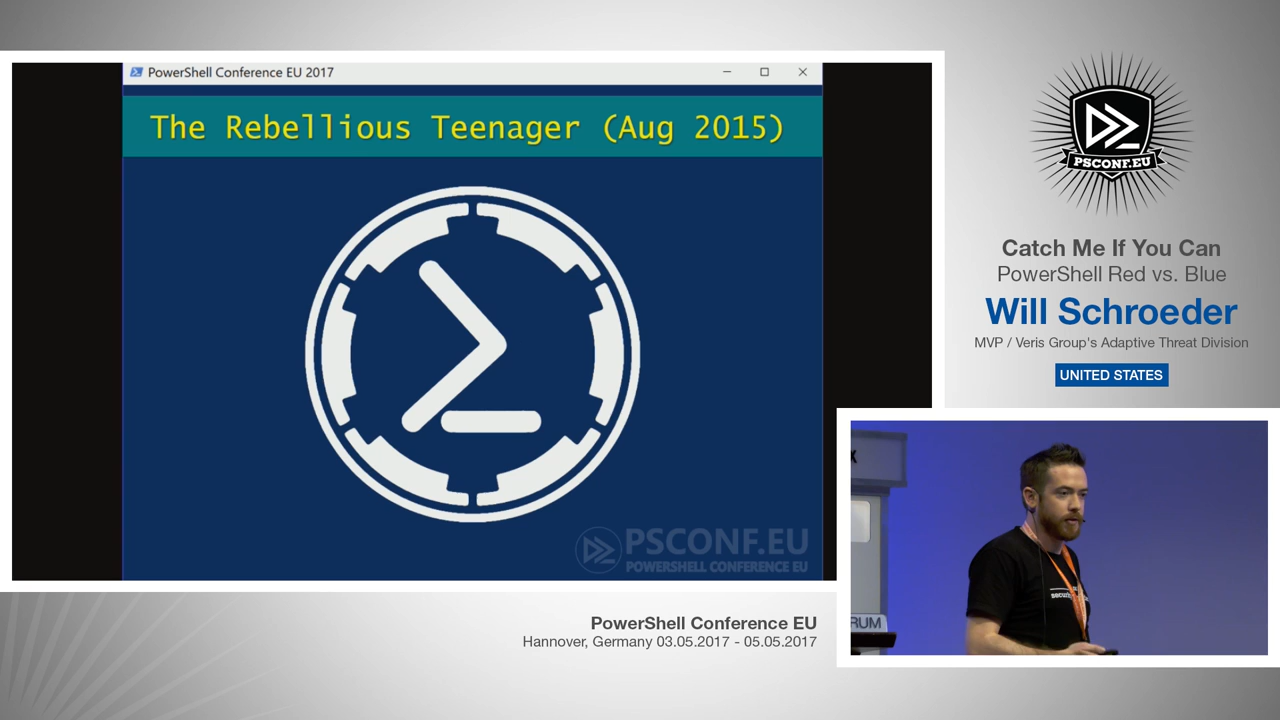 PowerShell Conference EU 2017
The Rebellious Teenager (Aug 2015)
PSCONF.EU
POWERSHELL CONFERENCE EU
PSCONF.EU
Catch Me If You Can
PowerShell Red vs. Blue
Will Schroeder
MVP / Veris Group's Adaptive Threat Division
UNITED STATES
PowerShell Conference EU
Hannover, Germany 03.05.2017 - 05.05.2017
RUM